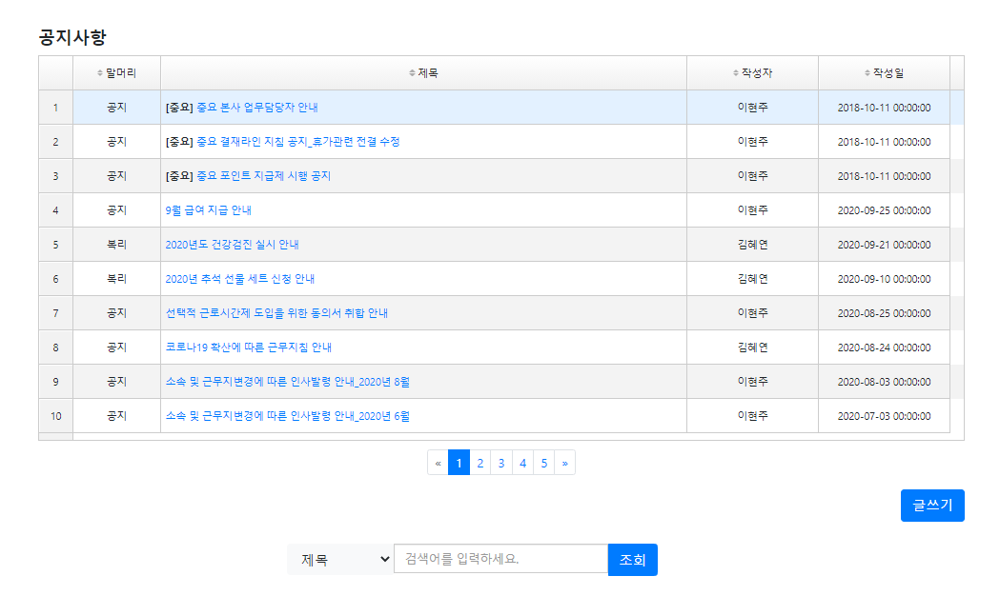 공지사항
말머리 제목 작성자 작성일
1 공지 [중요] 중요 본사 업무담당자 안내 이현주 2018-10-11 00:00:00
2 공지 [중요] 중요 결재라인 지침 공지_휴가관련 전결 수정 이현주 2018-10-11 00:00:00
3 공지 [중요] 중요 포인트 지급제 시행 공지 이현주 2018-10-11 00:00:00
4 공지 9월 급여 지급 안내 이현주 2020-09-25 00:00:00
5 복리 2020년도 건강검진 실시 안내 김혜연 2020-09-21 00:00:00
6 복리 2020년 추석 선물 세트 신청 안내 김혜연 2020-09-10 00:00:00
7 공지 선택적 근로시간제 도입을 위한 동의서 취합 안내 이현주 2020-08-25 00:00:00
8 공지 코로나19 확산에 따른 근무지침 안내 김혜연 2020-08-24 00:00:00
9 공지 소속 및 근무지변경에 따른 인사발령 안내_2020년 8월 이현주 2020-08-03 00:00:00
10 공지 소속 및 근무지변경에 따른 인사발령 안내_2020년 6월 이현주 2020-07-03 00:00:00
« 1 2 3 4 5 »
글쓰기
제목 검색어를 입력하세요. 조회